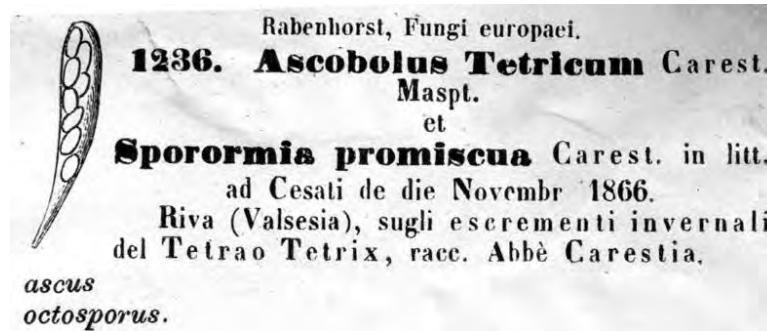 Rabenhorst, Fungi europaei.
1236. Ascobolus Tetricum Carest.
Maspt.
et
Sporormia promiscua Carest. in litt.
ad Cesati de die Novembr 1866.
Riva (Valsesia), sugli escrementi invernali
del Tetrao Tetrix, racc. Abbè Carestia.
ascus
octosporus.